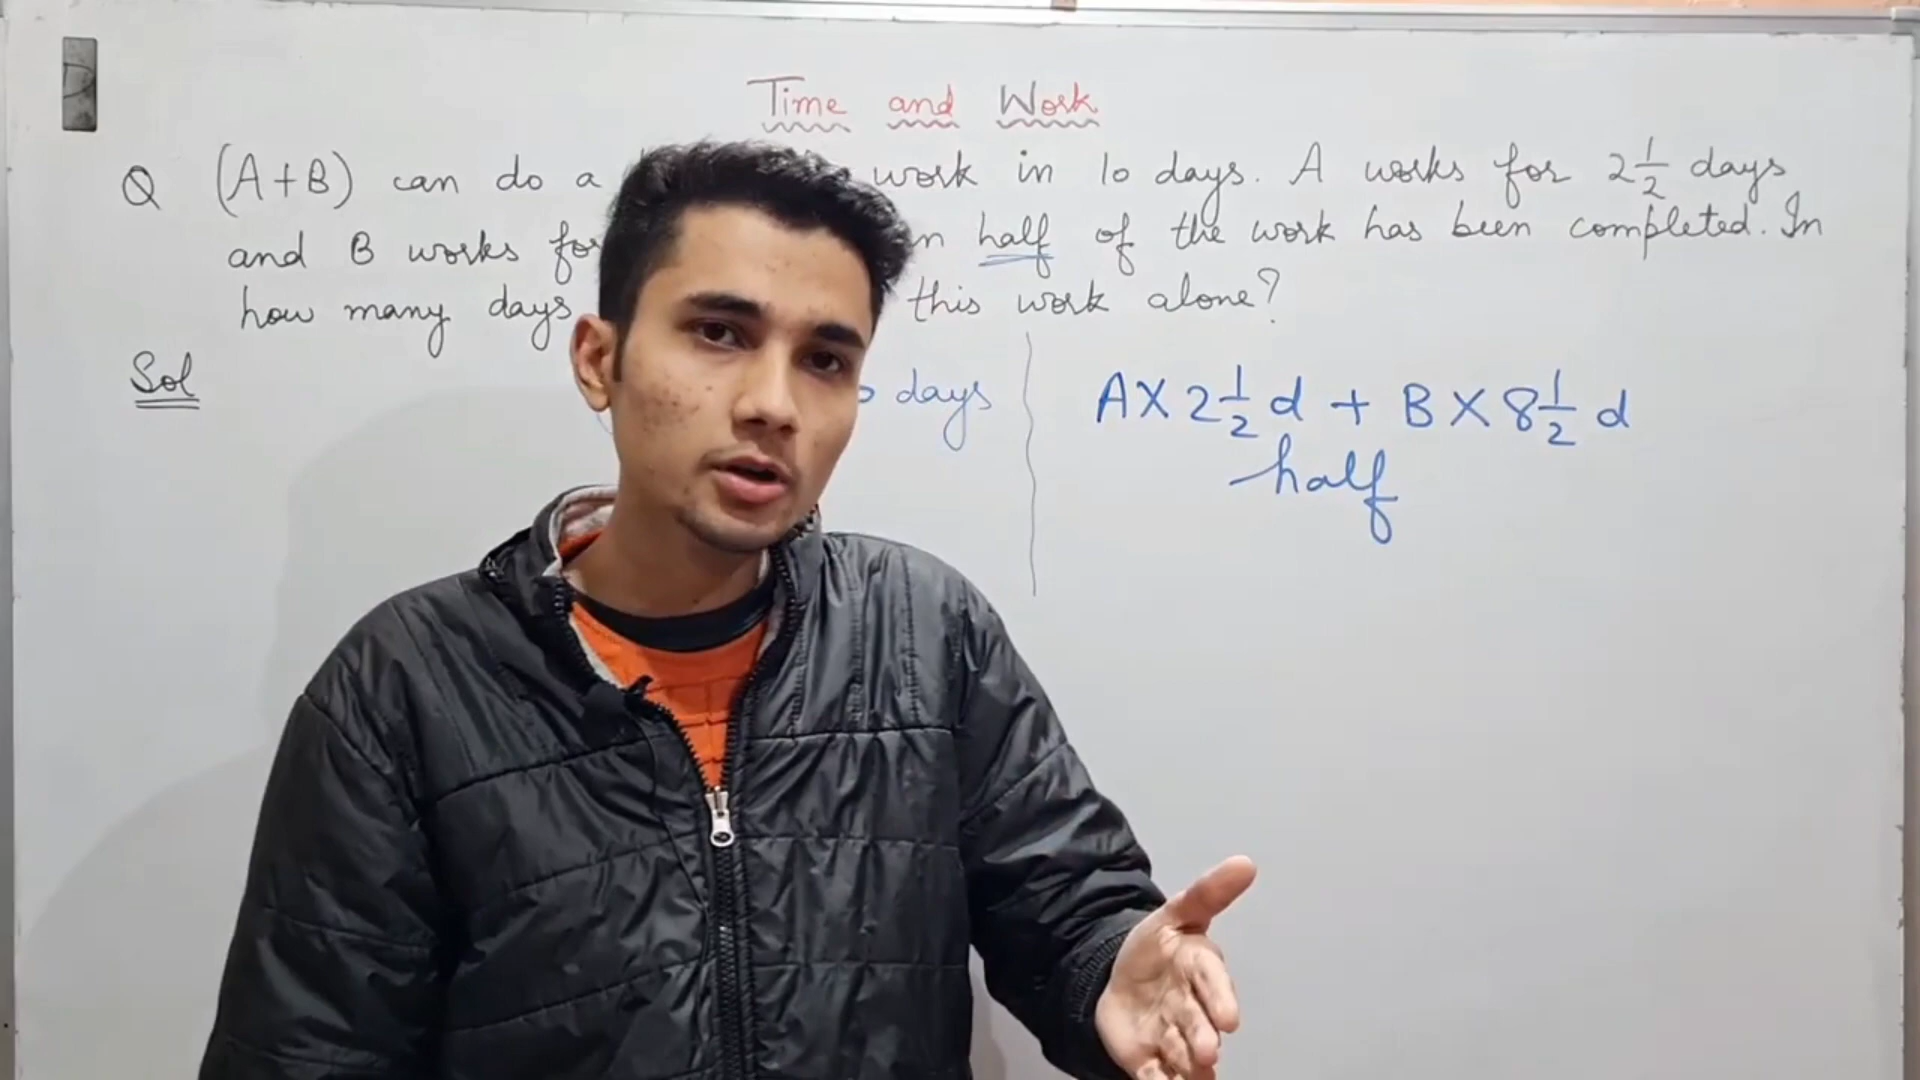 Time and Work
Q (A+B) can do a work in 10 days. A works for 2 1/2 days
and B works for half of the work has been completed. In
how many days this work alone?
Sol days A X 2 1/2 d + B X 8 1/2 d
half